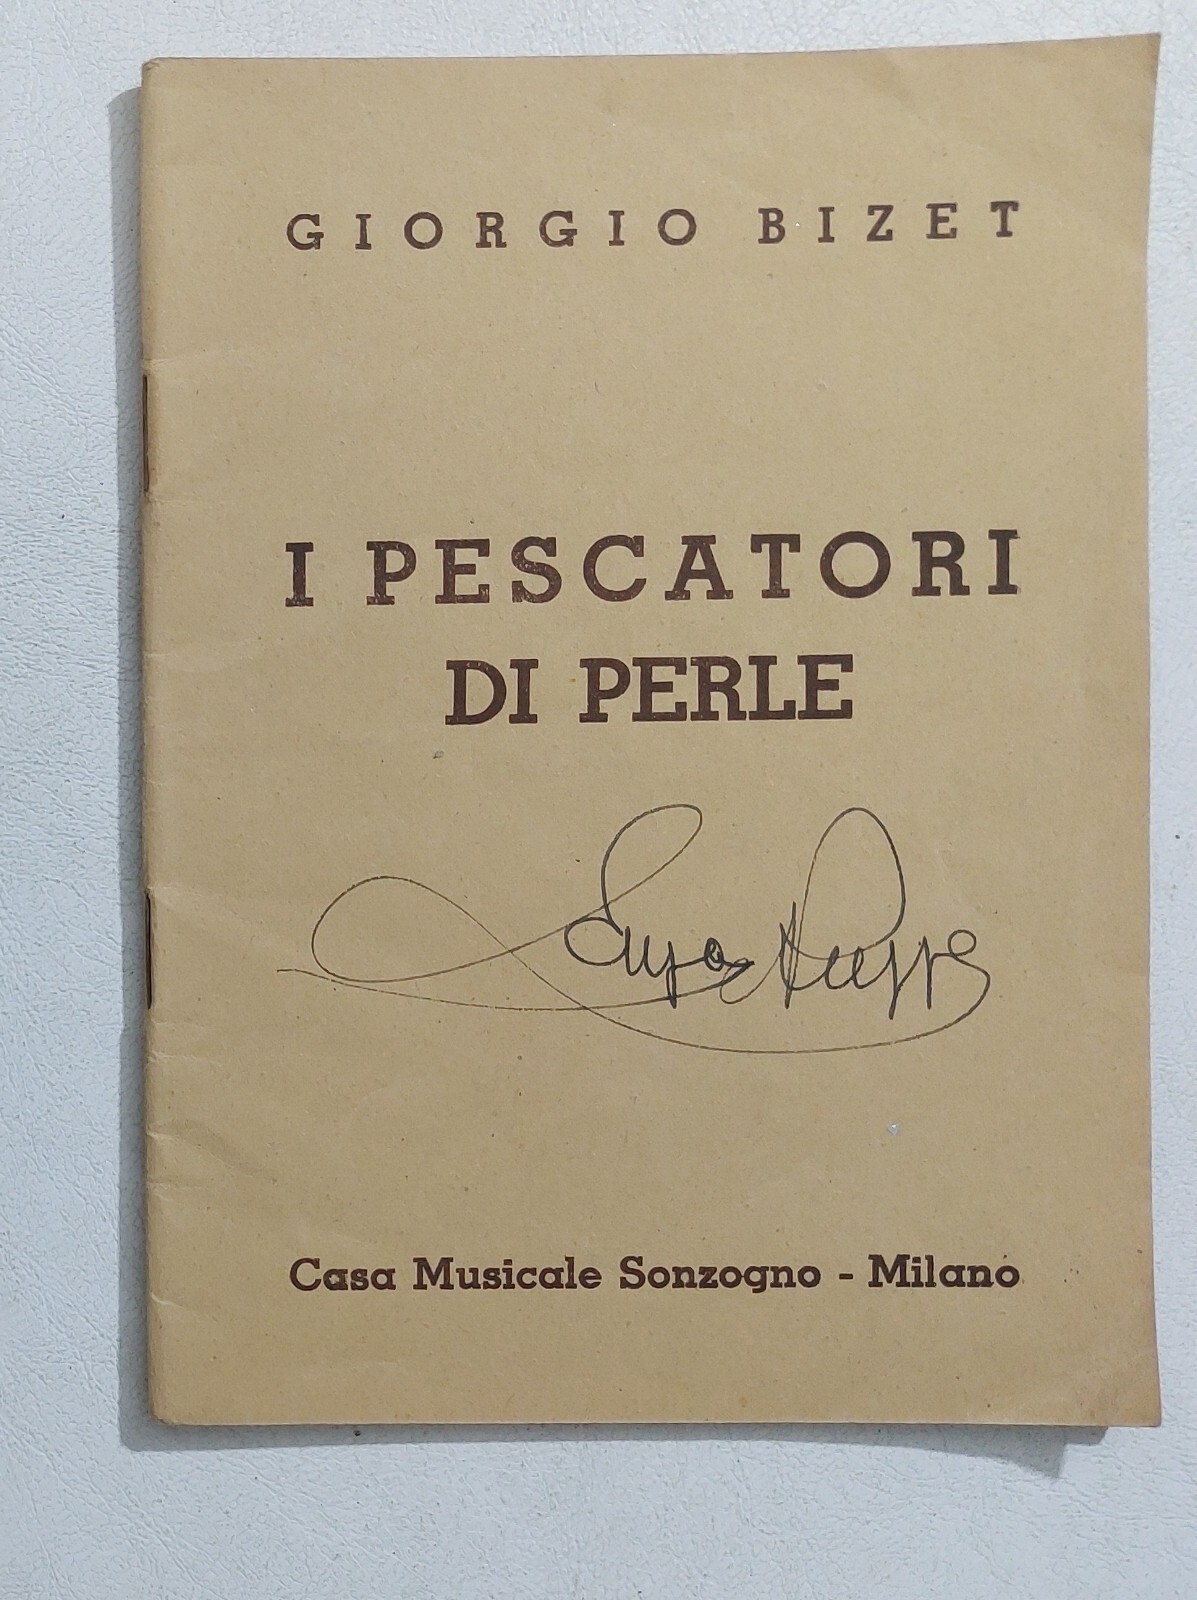 GIORGIO BIZET
I PESCATORI
DI PERLE
Casa Musicale Sonzogno - Milano